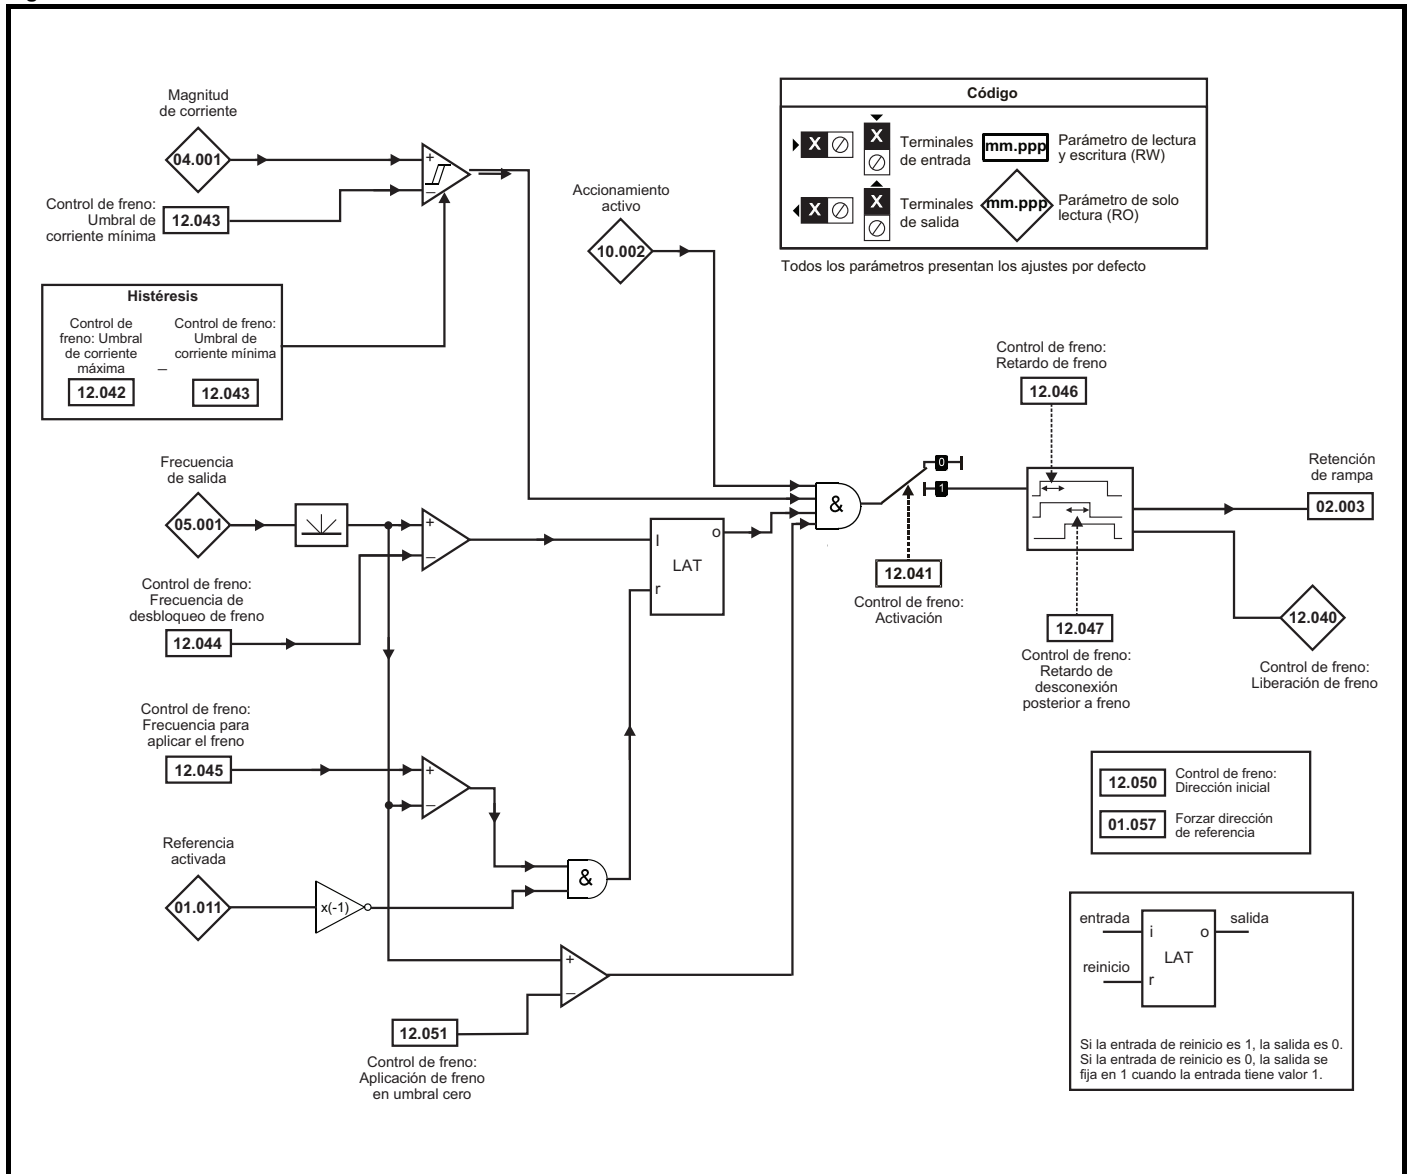 Magnitud
de corriente
04.001
+
−
Control de freno:
Umbral de
corriente mínima
12.043
Histéresis
Control de
freno: Umbral
de corriente
máxima
12.042
−
Control de freno:
Umbral de
corriente mínima
12.043
Accionamiento
activo
10.002
Código
X
X
Terminales
de entrada
mm.ppp
Parámetro de lectura
y escritura (RW)
X
X
Terminales
de salida
mm.ppp
Parámetro de solo
lectura (RO)
Todos los parámetros presentan los ajustes por defecto
Frecuencia
de salida
05.001
+
−
Control de freno:
Frecuencia de
desbloqueo de freno
12.044
I
o
LAT
r
&
0
1
12.041
Control de freno:
Activación
Control de freno:
Retardo de freno
12.046
12.047
Control de freno:
Retardo de
desconexión
posterior a freno
Retención
de rampa
02.003
12.040
Control de freno:
Liberación de freno
Control de freno:
Frecuencia para
aplicar el freno
12.045
+
−
Referencia
activada
01.011
x(-1)
&
+
−
12.051
Control de freno:
Aplicación de freno
en umbral cero
12.050
Control de freno:
Dirección inicial
01.057
Forzar dirección
de referencia
entrada
i
o
salida
LAT
reinicio
r
Si la entrada de reinicio es 1, la salida es 0.
Si la entrada de reinicio es 0, la salida se
fija en 1 cuando la entrada tiene valor 1.